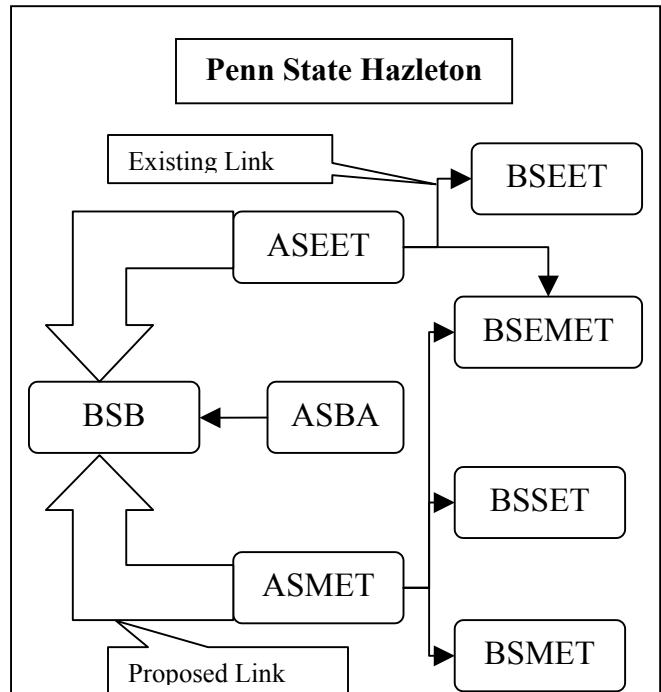 Penn State Hazleton
Existing Link
BSEET
ASEET
BSEMET
BSB
ASBA
BSSET
ASMET
BSMET
Proposed Link